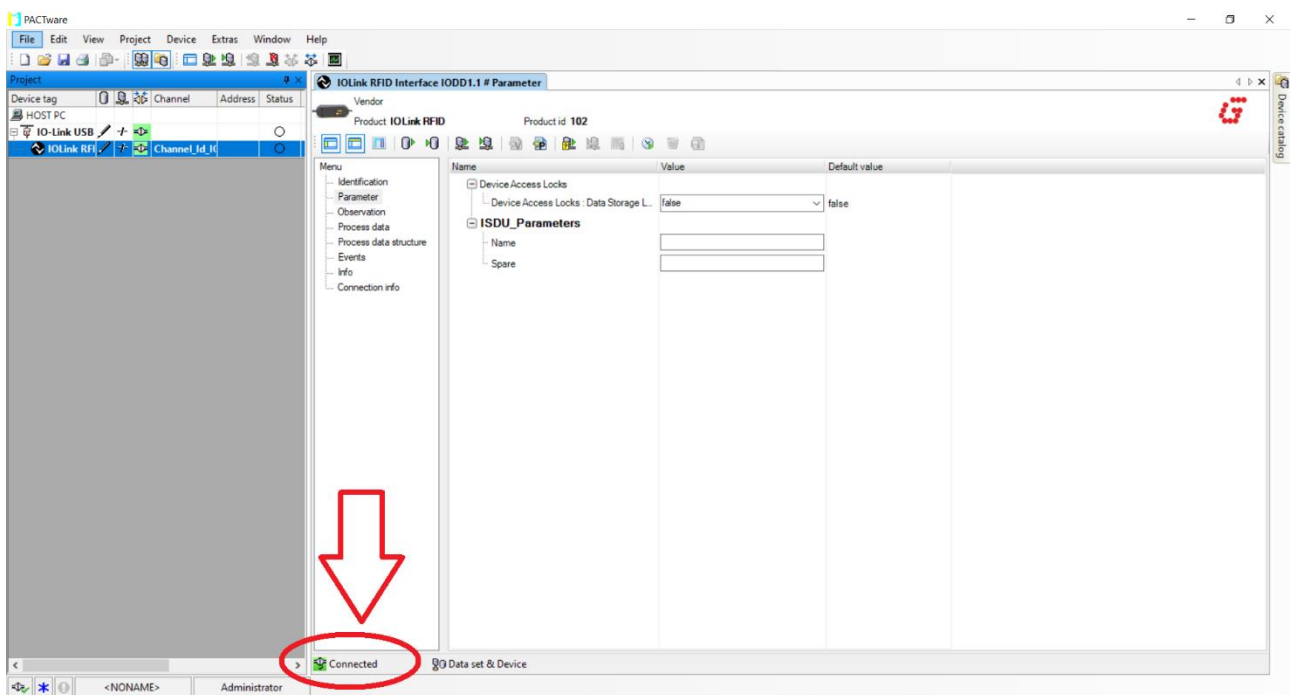 PACTware
File Edit View Project Device Extras Window Help
Project
IOLink RFID Interface IODD1.1 # Parameter
Device tag Channel Address Status
HOST PC
IO-Link USB
IOLink RFI Channel_Id_IO
Vendor
Product IOLink RFID Product id 102
Menu
Identification
Parameter
Observation
Process data
Process data structure
Events
Info
Connection info
Name Value Default value
Device Access Locks
Device Access Locks : Data Storage L... false false
ISDU_Parameters
Name
Spare
Device catalog
Connected Data set & Device
<NONAME> Administrator